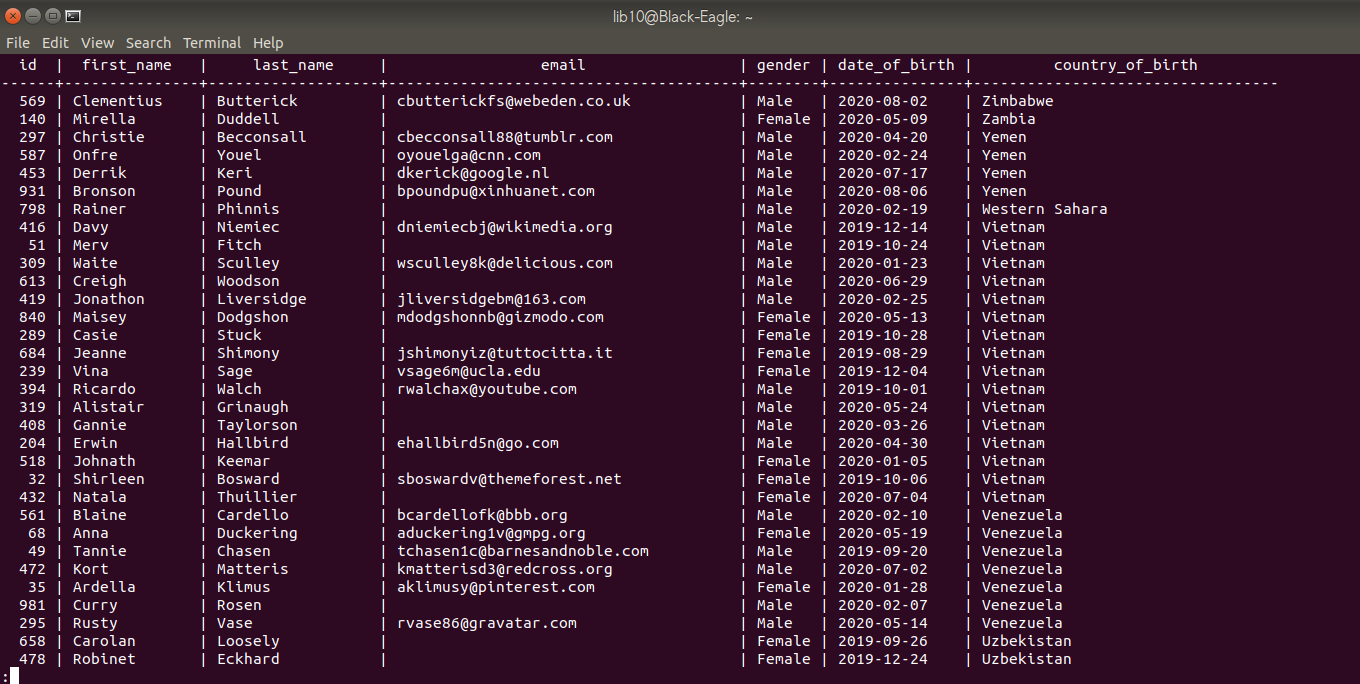 lib10@Black-Eagle: ~
File Edit View Search Terminal Help
id | first_name | last_name | email | gender | date_of_birth | country_of_birth
-----+---------------+-------------------+---------------------------------------+--------+---------------+----------------------------------
569 | Clementius | Butterick | cbutterickfs@webeden.co.uk | Male | 2020-08-02 | Zimbabwe
140 | Mirella | Duddell | | Female | 2020-05-09 | Zambia
297 | Christie | Becconsall | cbecconsall88@tumblr.com | Male | 2020-04-20 | Yemen
587 | Onfre | Youel | oyouelga@cnn.com | Male | 2020-02-24 | Yemen
453 | Derrik | Keri | dkerick@google.nl | Male | 2020-07-17 | Yemen
931 | Bronson | Pound | bpoundpu@xinhuanet.com | Male | 2020-08-06 | Yemen
798 | Rainer | Phinnis | | Male | 2020-02-19 | Western Sahara
416 | Davy | Niemiec | dniemiecbj@wikimedia.org | Male | 2019-12-14 | Vietnam
51 | Merv | Fitch | | Male | 2019-10-24 | Vietnam
309 | Waite | Sculley | wsculley8k@delicious.com | Male | 2020-01-23 | Vietnam
613 | Creigh | Woodson | | Male | 2020-06-29 | Vietnam
419 | Jonathon | Liversidge | jliversidgebm@163.com | Male | 2020-02-25 | Vietnam
840 | Maisey | Dodgshon | mdodgshonnb@gizmodo.com | Female | 2020-05-13 | Vietnam
289 | Casie | Stuck | | Female | 2019-10-28 | Vietnam
684 | Jeanne | Shimony | jshimonyiz@tuttocitta.it | Female | 2019-08-29 | Vietnam
239 | Vina | Sage | vsage6m@ucla.edu | Female | 2019-12-04 | Vietnam
394 | Ricardo | Walch | rwalchax@youtube.com | Male | 2019-10-01 | Vietnam
319 | Alistair | Grinaugh | | Male | 2020-05-24 | Vietnam
408 | Gannie | Taylorson | | Male | 2020-03-26 | Vietnam
204 | Erwin | Hallbird | ehallbird5n@go.com | Male | 2020-04-30 | Vietnam
518 | Johnath | Keemar | | Female | 2020-01-05 | Vietnam
32 | Shirleen | Bosward | sboswardv@themeforest.net | Female | 2019-10-06 | Vietnam
432 | Natala | Thuillier | | Female | 2020-07-04 | Vietnam
561 | Blaine | Cardello | bcardellofk@bbb.org | Male | 2020-02-10 | Venezuela
68 | Anna | Duckering | aduckering1v@gmpg.org | Female | 2020-05-19 | Venezuela
49 | Tannie | Chasen | tchasen1c@barnesandnoble.com | Male | 2019-09-20 | Venezuela
472 | Kort | Matteris | kmatterisd3@redcross.org | Male | 2020-07-02 | Venezuela
35 | Ardella | Klimus | aklimusy@pinterest.com | Female | 2020-01-28 | Venezuela
981 | Curry | Rosen | | Male | 2020-02-07 | Venezuela
295 | Rusty | Vase | rvase86@gravatar.com | Male | 2020-05-14 | Venezuela
658 | Carolan | Loosely | | Female | 2019-09-26 | Uzbekistan
478 | Robinet | Eckhard | | Female | 2019-12-24 | Uzbekistan
: